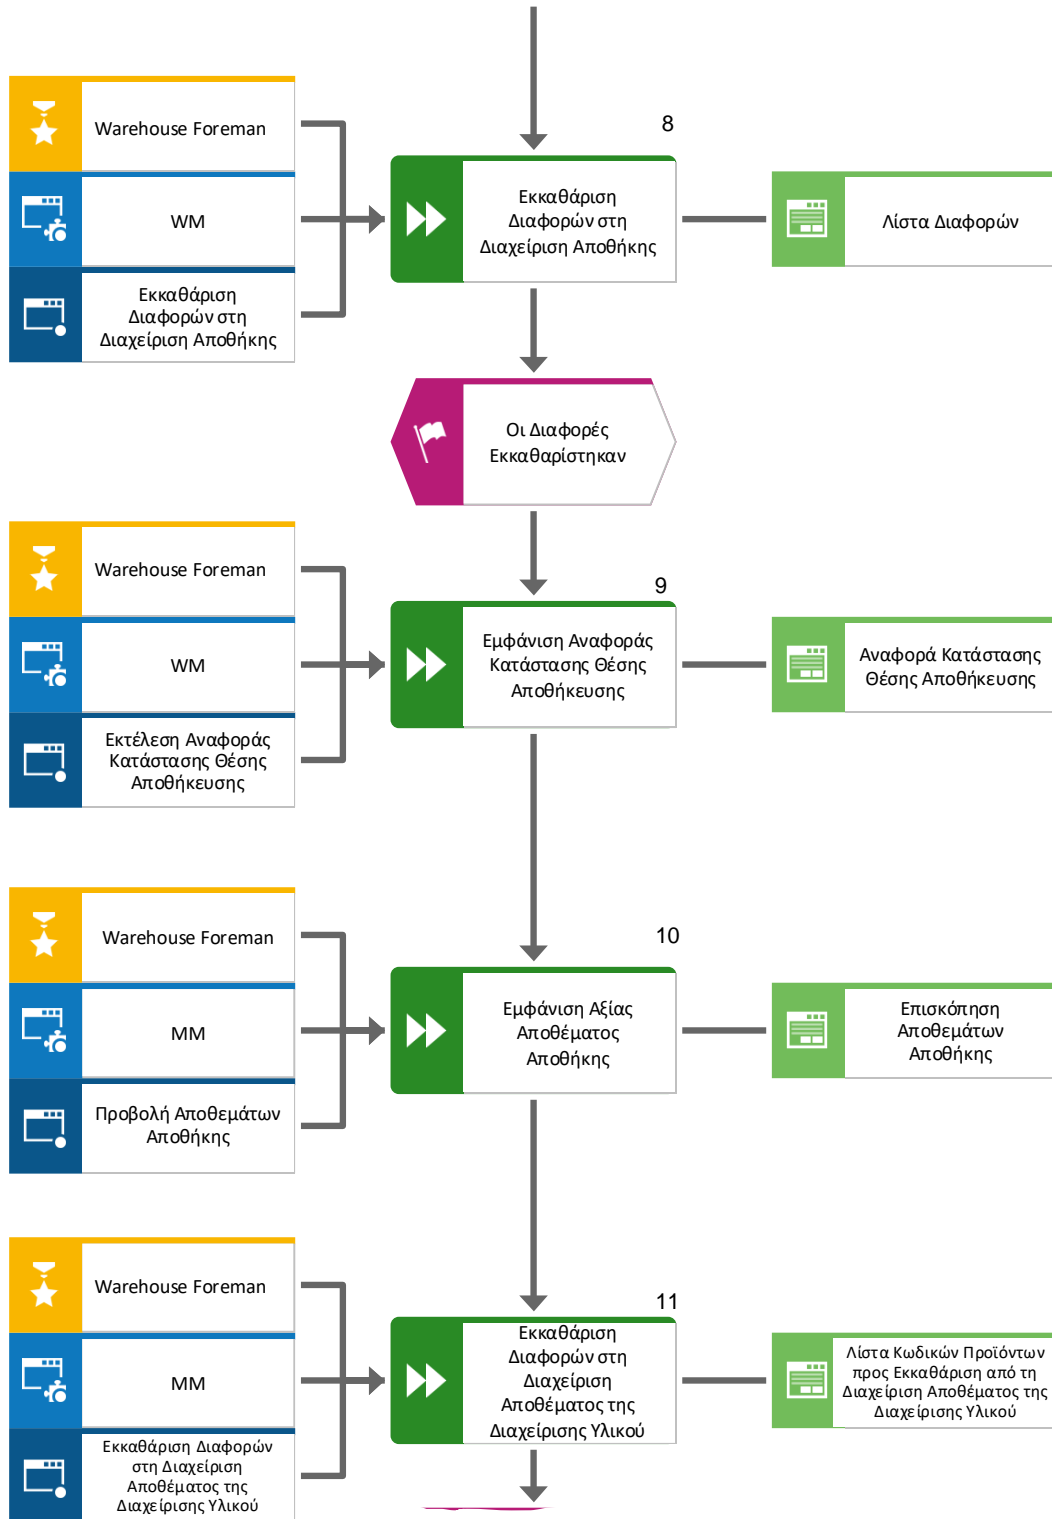 8
Warehouse Foreman
WM
Εκκαθάριση
Διαφορών στη
Διαχείριση Αποθήκης
Εκκαθάριση
Διαφορών στη
Διαχείριση Αποθήκης
Λίστα Διαφορών
Οι Διαφορές
Εκκαθαρίστηκαν
9
Warehouse Foreman
WM
Εκτέλεση Αναφοράς
Κατάστασης Θέσης
Αποθήκευσης
Εμφάνιση Αναφοράς
Κατάστασης Θέσης
Αποθήκευσης
Αναφορά Κατάστασης
Θέσης Αποθήκευσης
10
Warehouse Foreman
MM
Προβολή Αποθεμάτων
Αποθήκης
Εμφάνιση Αξίας
Αποθέματος
Αποθήκης
Επισκόπηση
Αποθεμάτων
Αποθήκης
11
Warehouse Foreman
MM
Εκκαθάριση Διαφορών
στη Διαχείριση
Αποθέματος της
Διαχείρισης Υλικού
Εκκαθάριση
Διαφορών στη
Διαχείριση
Αποθέματος της
Διαχείρισης Υλικού
Λίστα Κωδικών Προϊόντων
προς Εκκαθάριση από τη
Διαχείριση Αποθέματος της
Διαχείρισης Υλικού